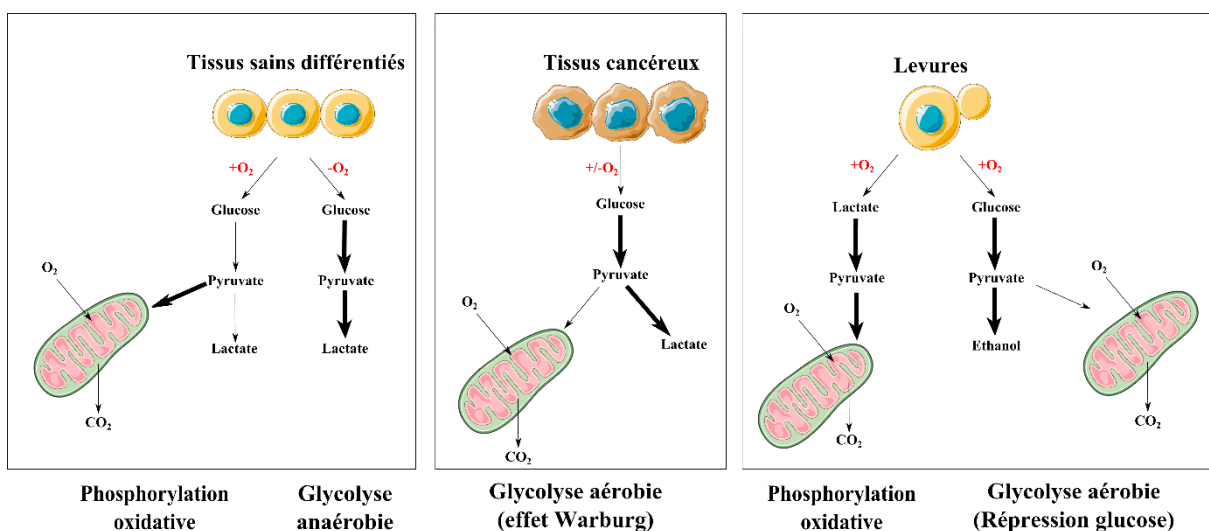 Tissus sains différentiés
+O₂
-O₂
Glucose
Glucose
O₂
Pyruvate
Pyruvate
Lactate
Lactate
CO₂
Phosphorylation
oxidative
Glycolyse
anaérobie
Tissus cancéreux
+/-O₂
Glucose
Pyruvate
O₂
Lactate
CO₂
Glycolyse aérobie
(effet Warburg)
Levures
+O₂
+O₂
Lactate
Glucose
Pyruvate
Pyruvate
O₂
O₂
Ethanol
CO₂
CO₂
Phosphorylation
oxidative
Glycolyse aérobie
(Répression glucose)